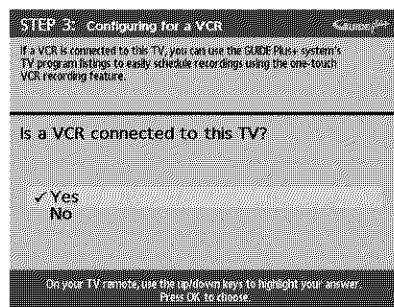 STEP 3: Configuring for a VCR
GUIDE Plus+
If a VCR is connected to this TV, you can use the GUIDE Plus+ system's
TV program listings to easily schedule recordings using the one-touch
VCR recording feature.
Is a VCR connected to this TV?
✓ Yes
No
On your TV remote, use the up/down keys to highlight your answer.
Press OK to choose.